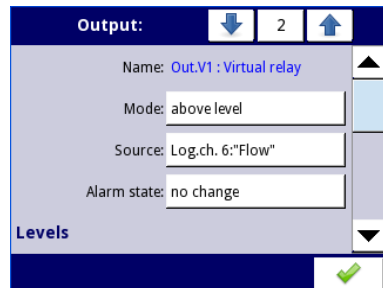 Output: 2
Name: Out.V1 : Virtual relay
Mode: above level
Source: Log.ch. 6:"Flow"
Alarm state: no change
Levels